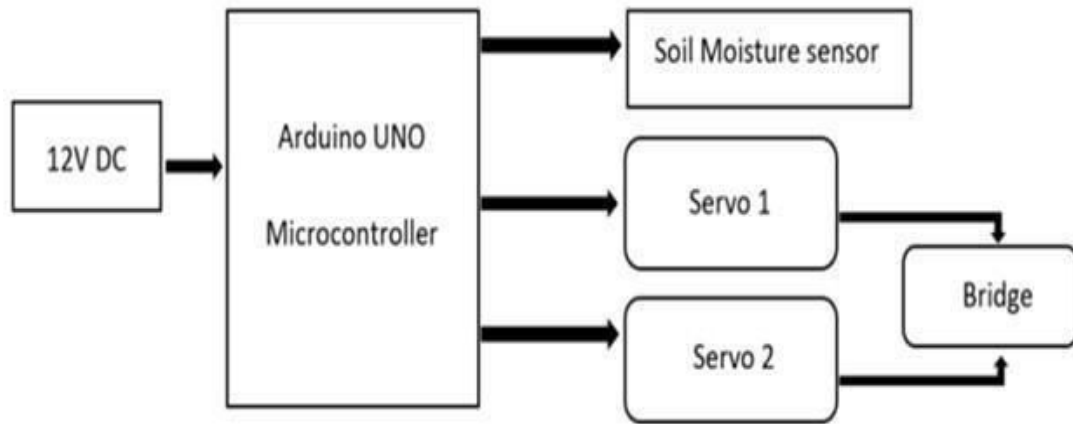 12V DC
Arduino UNO
Microcontroller
Soil Moisture sensor
Servo 1
Servo 2
Bridge